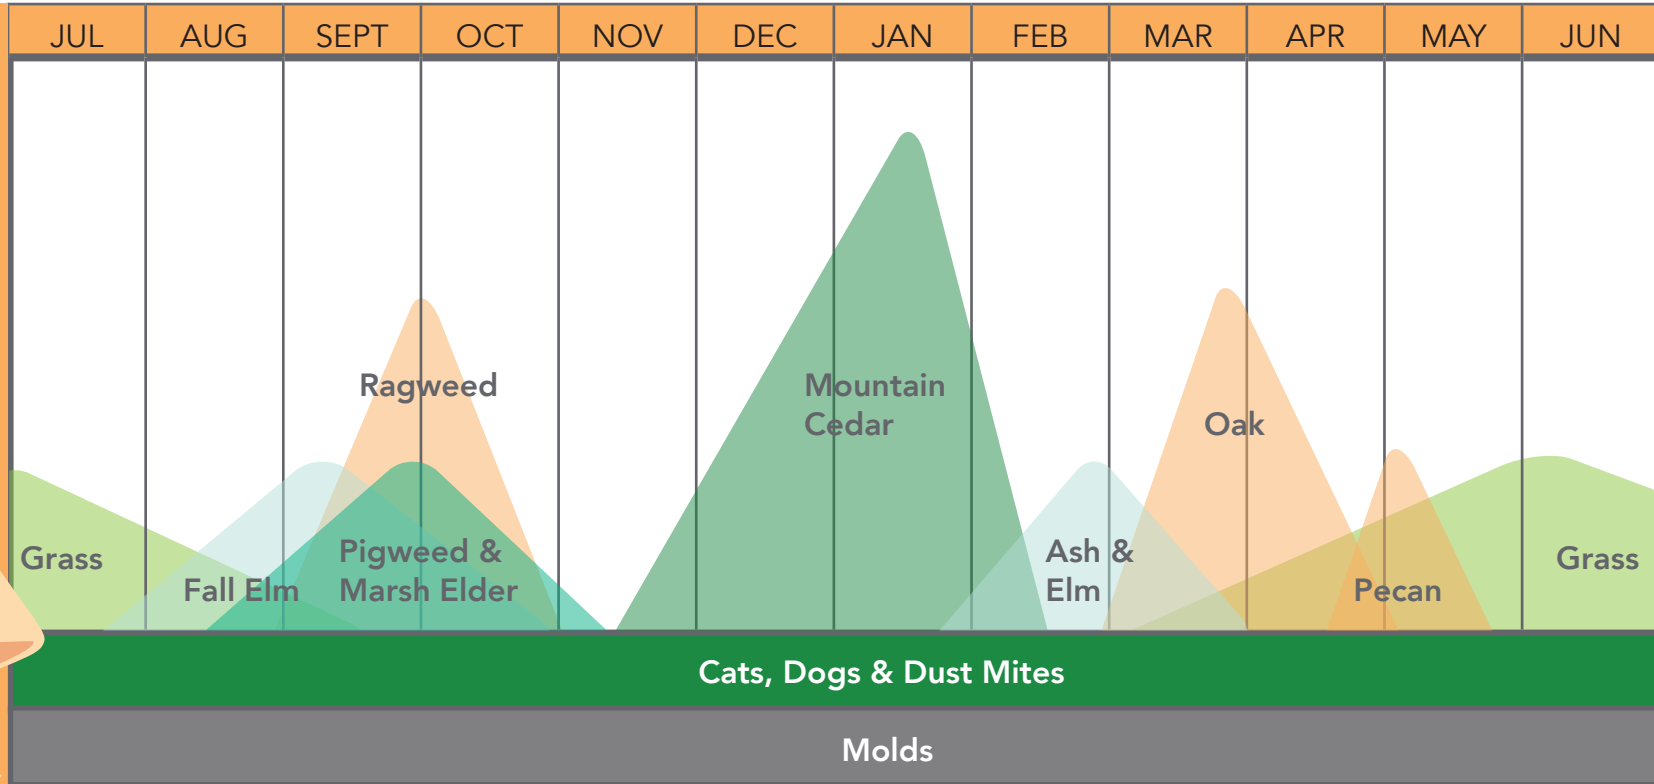 JUL AUG SEPT OCT NOV DEC JAN FEB MAR APR MAY JUN
Ragweed
Mountain
Cedar
Oak
Grass
Fall Elm
Pigweed &
Marsh Elder
Ash &
Elm
Pecan
Grass
Cats, Dogs & Dust Mites
Molds